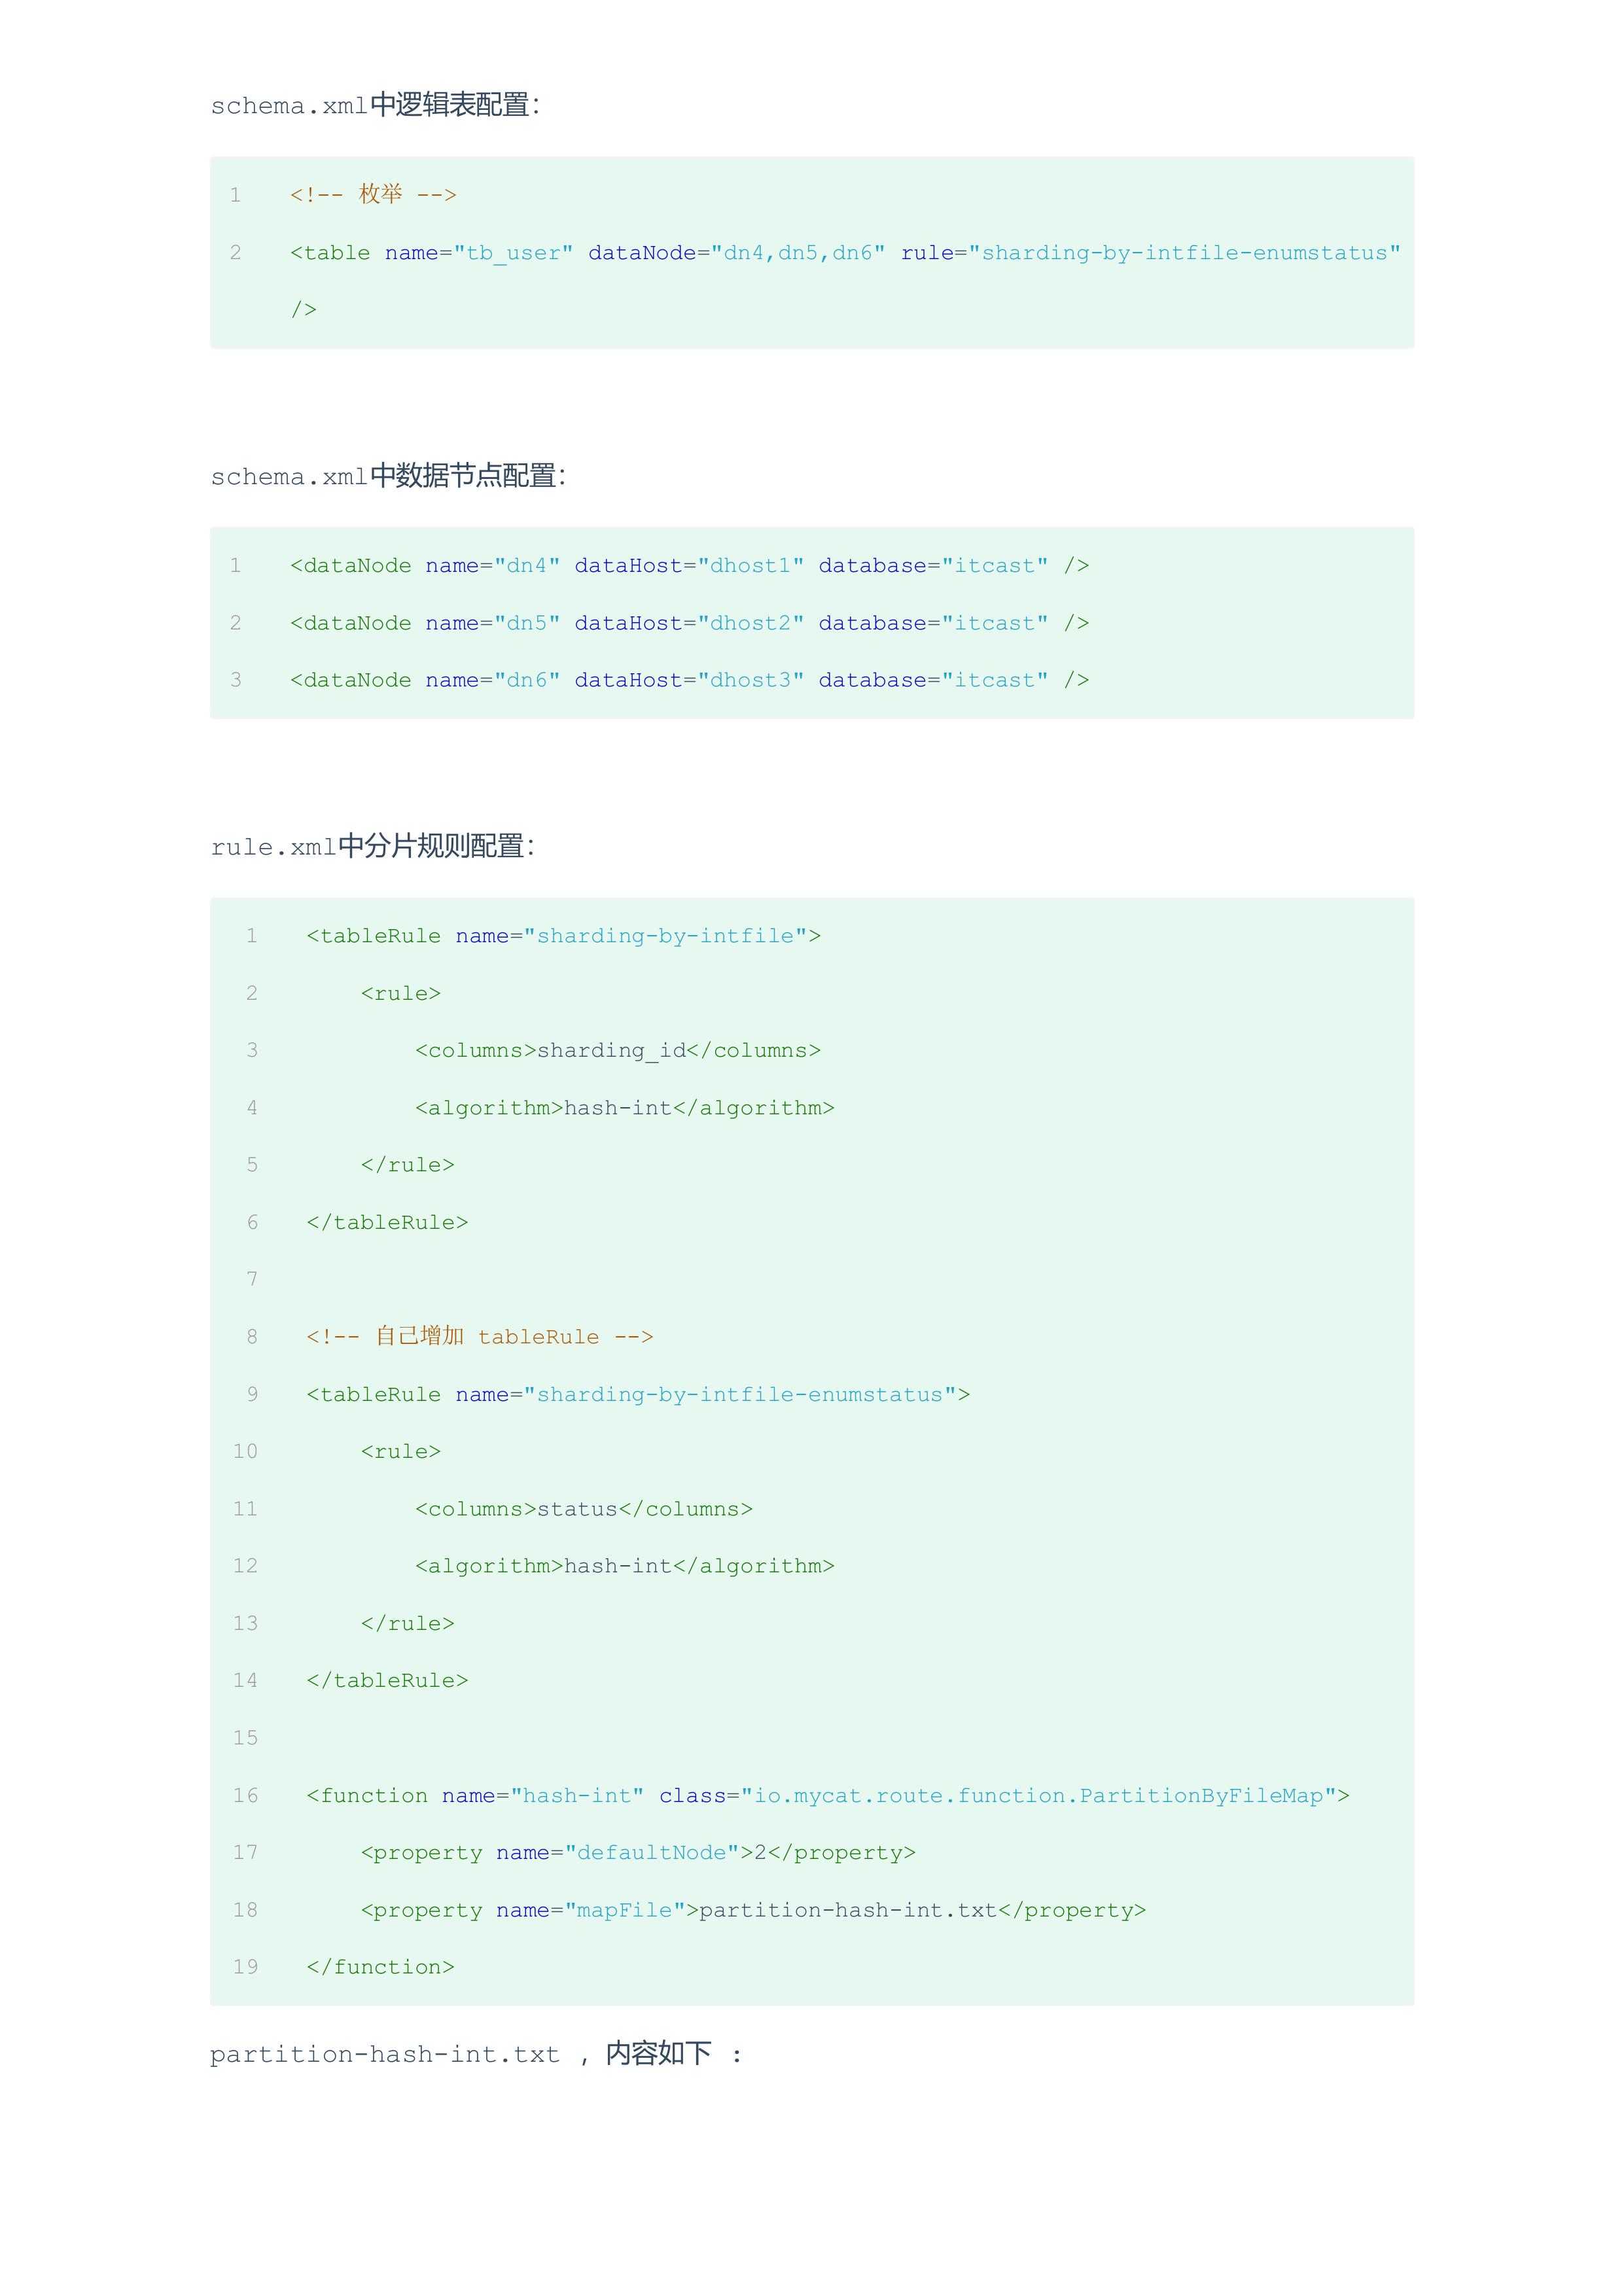 schema.xml中逻辑表配置：
1 <!-- 枚举 -->
2 <table name="tb_user" dataNode="dn4,dn5,dn6" rule="sharding-by-intfile-enumstatus"
/>
schema.xml中数据节点配置：
1 <dataNode name="dn4" dataHost="dhost1" database="itcast" />
2 <dataNode name="dn5" dataHost="dhost2" database="itcast" />
3 <dataNode name="dn6" dataHost="dhost3" database="itcast" />
rule.xml中分片规则配置：
1 <tableRule name="sharding-by-intfile">
2     <rule>
3         <columns>sharding_id</columns>
4         <algorithm>hash-int</algorithm>
5     </rule>
6 </tableRule>
7
8 <!-- 自己增加 tableRule -->
9 <tableRule name="sharding-by-intfile-enumstatus">
10     <rule>
11         <columns>status</columns>
12         <algorithm>hash-int</algorithm>
13     </rule>
14 </tableRule>
15
16 <function name="hash-int" class="io.mycat.route.function.PartitionByFileMap">
17     <property name="defaultNode">2</property>
18     <property name="mapFile">partition-hash-int.txt</property>
19 </function>
partition-hash-int.txt ，内容如下 ：